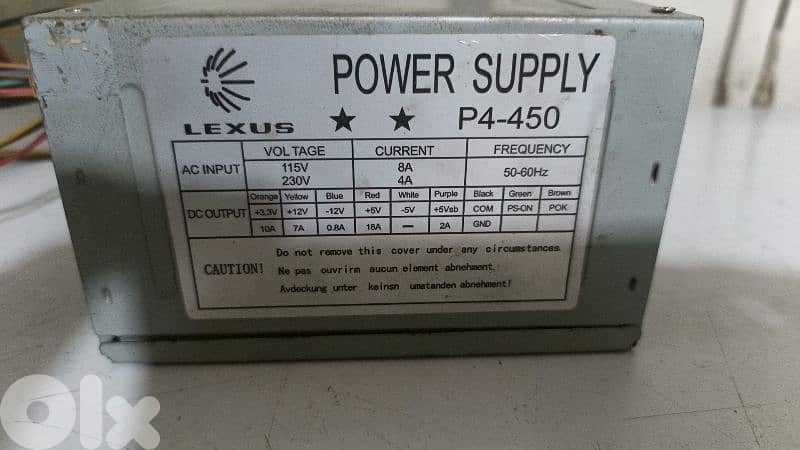 POWER SUPPLY
LEXUS ★ ★ P4-450
VOLTAGE CURRENT FREQUENCY
AC INPUT 115V 8A 50-60Hz
230V 4A
Orange Yellow Blue Red White Purple Black Green Brown
DC OUTPUT +3.3V +12V -12V +5V -5V +5Vsb COM PS-ON POK
10A 7A 0.8A 18A — 2A GND
Do not remove this cover under any circumstances.
CAUTION! Ne pas ouvrirm aucun element abnehment.
Avdeckung unter keinsn umatanden abnehment!
Olx